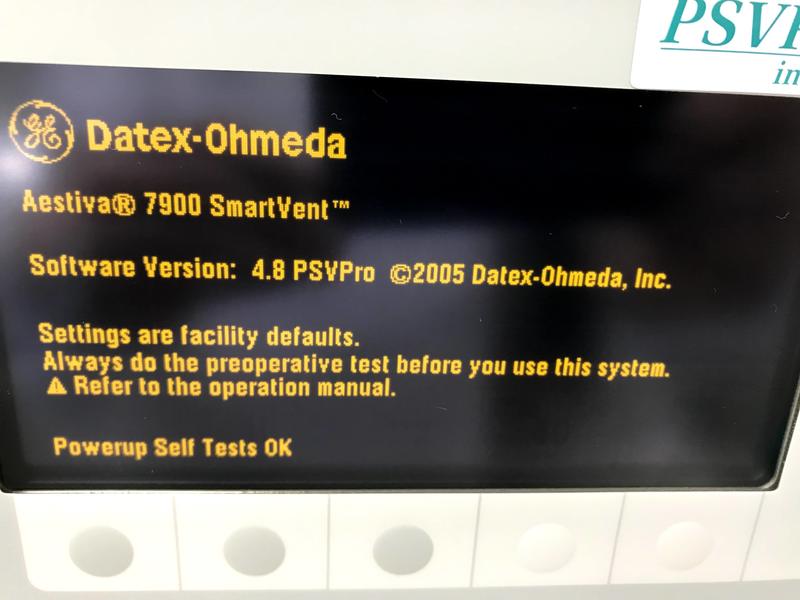 PSVP
in
Datex-Ohmeda
Aestiva® 7900 SmartVent™
Software Version: 4.8 PSVPro ©2005 Datex-Ohmeda, Inc.
Settings are facility defaults.
Always do the preoperative test before you use this system.
⚠ Refer to the operation manual.
Powerup Self Tests OK